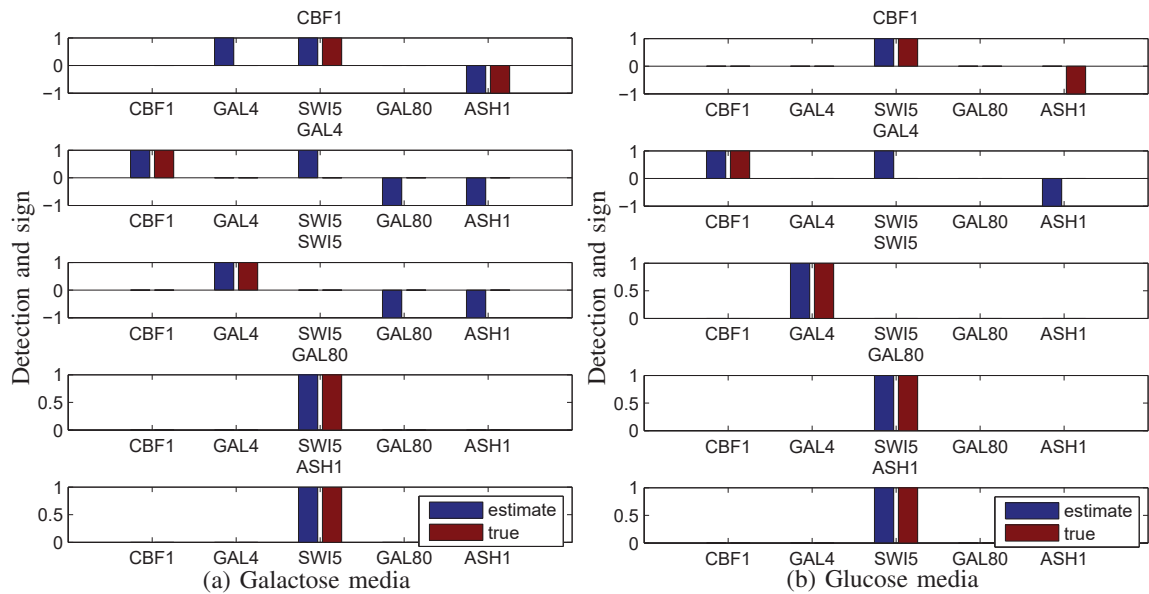 Detection and sign
CBF1
1
0
−1
CBF1 GAL4 SWI5 GAL80 ASH1
GAL4
1
0
−1
CBF1 GAL4 SWI5 GAL80 ASH1
SWI5
1
0
−1
CBF1 GAL4 SWI5 GAL80 ASH1
GAL80
1
0.5
0
CBF1 GAL4 SWI5 GAL80 ASH1
ASH1
1
0.5
0
CBF1 GAL4 SWI5 GAL80 ASH1
estimate
true
(a) Galactose media
Detection and sign
CBF1
1
0
−1
CBF1 GAL4 SWI5 GAL80 ASH1
GAL4
1
0
−1
CBF1 GAL4 SWI5 GAL80 ASH1
SWI5
1
0.5
0
CBF1 GAL4 SWI5 GAL80 ASH1
GAL80
1
0.5
0
CBF1 GAL4 SWI5 GAL80 ASH1
ASH1
1
0.5
0
CBF1 GAL4 SWI5 GAL80 ASH1
estimate
true
(b) Glucose media